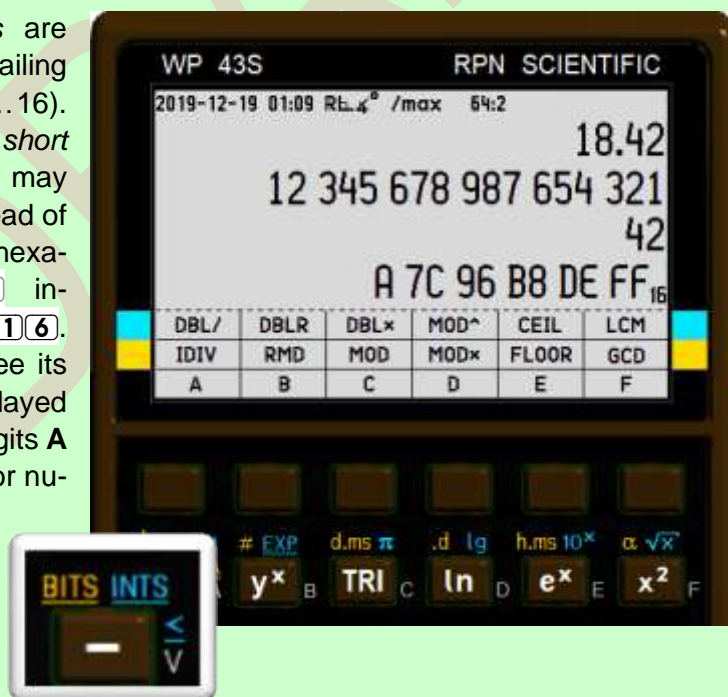 s are
ailing
…16).
short
may
ead of
hexa-
in-
16.
ee its
layed
gits A
or nu-
WP 43S RPN SCIENTIFIC
2019-12-19 01:09 /max 64:2
18.42
12 345 678 987 654 321
42
A 7C 96 B8 DE FF16
DBL/ DBLR DBL× MOD^ CEIL LCM
IDIV RMD MOD MOD× FLOOR GCD
A B C D E F
# EXP d.ms π .d lg h.ms 10ˣ α √x
yˣ B TRI C ln D eˣ E x² F
BITS INTS
– ≤
V